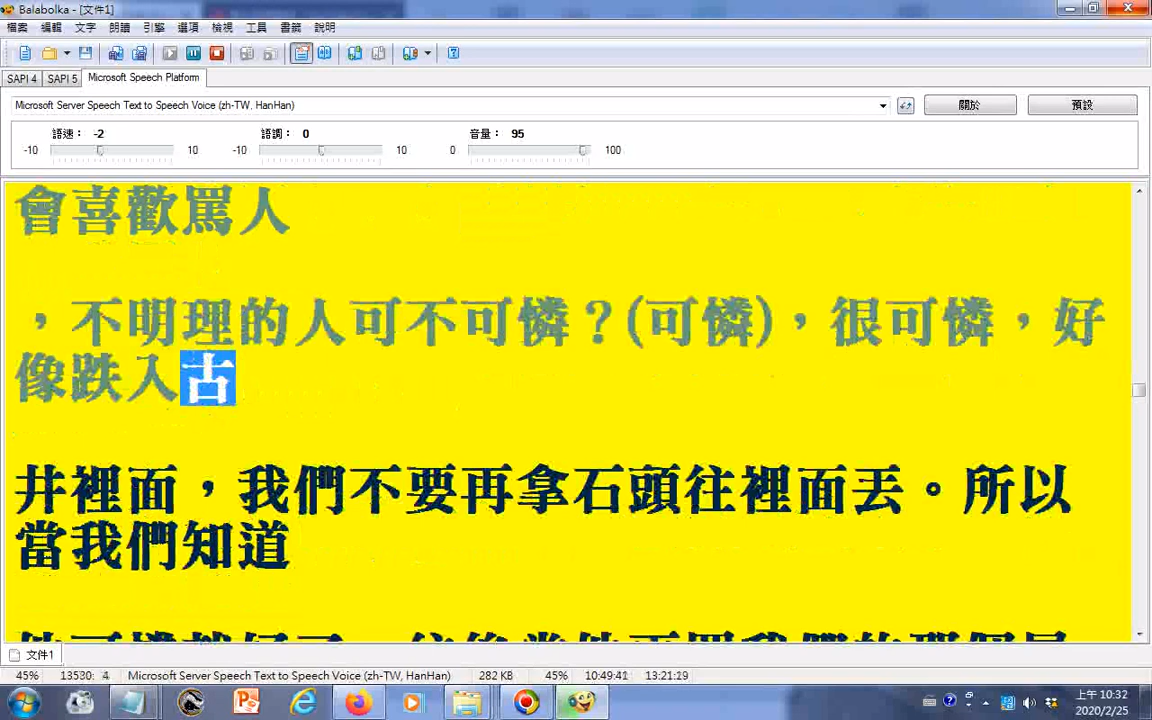 Balabolka - [文件1]
檔案 編輯 文字 朗讀 引擎 選項 檢視 工具 書籤 說明
SAPI 4 SAPI 5 Microsoft Speech Platform
Microsoft Server Speech Text to Speech Voice (zh-TW, HanHan)
關於
預設
語速： -2
語調： 0
音量： 95
-10 10 -10 10 0 100
會喜歡罵人
，不明理的人可不可憐？(可憐)，很可憐，好
像跌入古
井裡面，我們不要再拿石頭往裡面丟。所以
當我們知道
文件1
45% 13530: 4 Microsoft Server Speech Text to Speech Voice (zh-TW, HanHan) 282 KB 45% 10:49:41 13:21:29
上午 10:32
2020/2/25